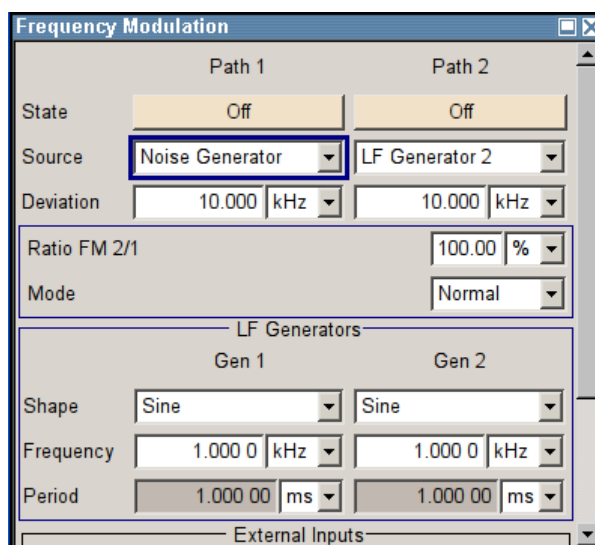 Frequency Modulation
Path 1 Path 2
State Off Off
Source Noise Generator LF Generator 2
Deviation 10.000 kHz 10.000 kHz
Ratio FM 2/1 100.00 %
Mode Normal
LF Generators
Gen 1 Gen 2
Shape Sine Sine
Frequency 1.000 0 kHz 1.000 0 kHz
Period 1.000 00 ms 1.000 00 ms
External Inputs